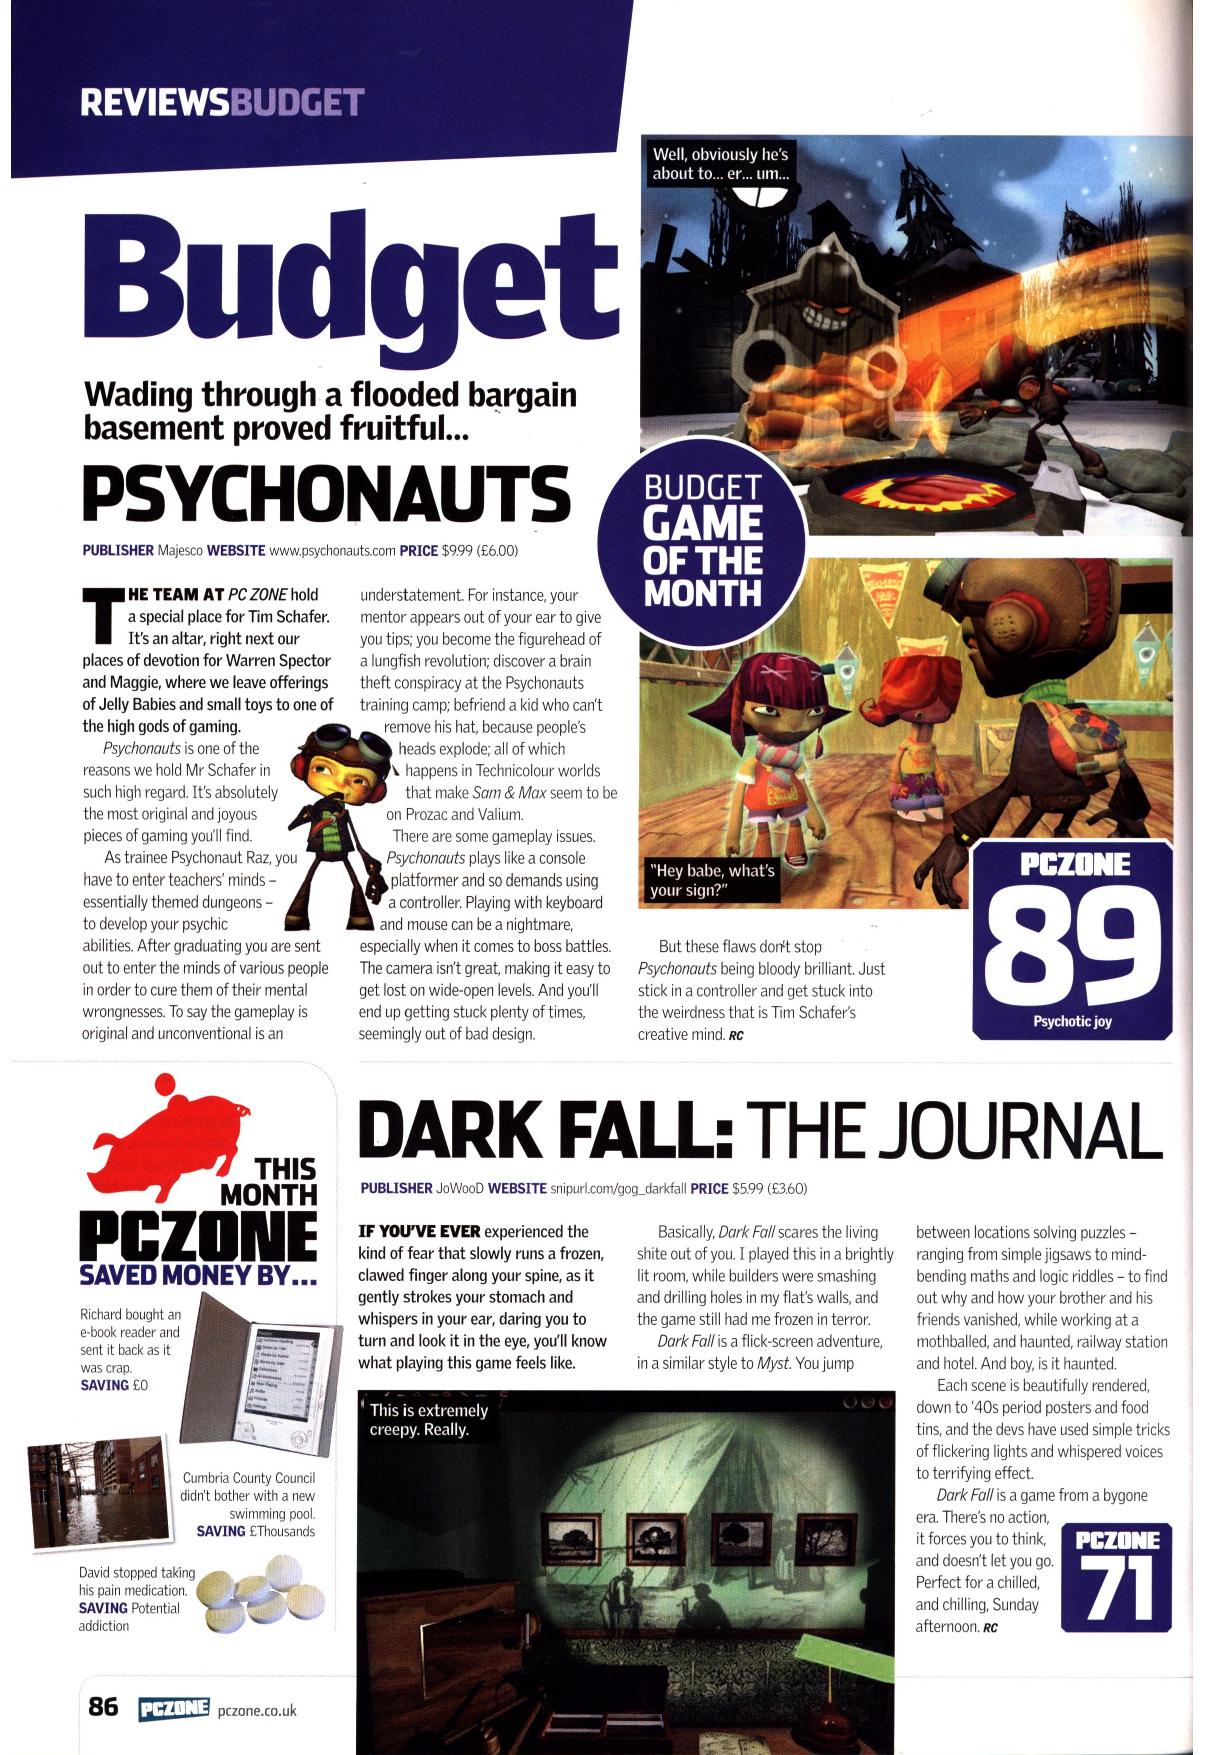 REVIEWSBUDGET
Well, obviously he's
about to... er... um...
Budget
Wading through a flooded bargain
basement proved fruitful...
PSYCHONAUTS
PUBLISHER Majesco WEBSITE www.psychonauts.com PRICE $9.99 (£6.00)
BUDGET
GAME
OF THE
MONTH
THE TEAM AT PC ZONE hold
a special place for Tim Schafer.
It's an altar, right next our
places of devotion for Warren Spector
and Maggie, where we leave offerings
of Jelly Babies and small toys to one of
the high gods of gaming.
Psychonauts is one of the
reasons we hold Mr Schafer in
such high regard. It's absolutely
the most original and joyous
pieces of gaming you'll find.
As trainee Psychonaut Raz, you
have to enter teachers' minds –
essentially themed dungeons –
to develop your psychic
abilities. After graduating you are sent
out to enter the minds of various people
in order to cure them of their mental
wrongnesses. To say the gameplay is
original and unconventional is an
understatement. For instance, your
mentor appears out of your ear to give
you tips; you become the figurehead of
a lungfish revolution; discover a brain
theft conspiracy at the Psychonauts
training camp; befriend a kid who can't
remove his hat, because people's
heads explode; all of which
happens in Technicolour worlds
that make Sam & Max seem to be
on Prozac and Valium.
There are some gameplay issues.
Psychonauts plays like a console
platformer and so demands using
a controller. Playing with keyboard
and mouse can be a nightmare,
especially when it comes to boss battles.
The camera isn't great, making it easy to
get lost on wide-open levels. And you'll
end up getting stuck plenty of times,
seemingly out of bad design.
"Hey babe, what's
your sign?"
But these flaws don't stop
Psychonauts being bloody brilliant. Just
stick in a controller and get stuck into
the weirdness that is Tim Schafer's
creative mind. RC
PCZONE
89
Psychotic joy
THIS
MONTH
PCZONE
SAVED MONEY BY...
Richard bought an
e-book reader and
sent it back as it
was crap.
SAVING £0
Cumbria County Council
didn't bother with a new
swimming pool.
SAVING £Thousands
David stopped taking
his pain medication.
SAVING Potential
addiction
DARK FALL: THE JOURNAL
PUBLISHER JoWooD WEBSITE snipurl.com/gog_darkfall PRICE $5.99 (£3.60)
IF YOU'VE EVER experienced the
kind of fear that slowly runs a frozen,
clawed finger along your spine, as it
gently strokes your stomach and
whispers in your ear, daring you to
turn and look it in the eye, you'll know
what playing this game feels like.
Basically, Dark Fall scares the living
shite out of you. I played this in a brightly
lit room, while builders were smashing
and drilling holes in my flat's walls, and
the game still had me frozen in terror.
Dark Fall is a flick-screen adventure,
in a similar style to Myst. You jump
between locations solving puzzles –
ranging from simple jigsaws to mind-
bending maths and logic riddles – to find
out why and how your brother and his
friends vanished, while working at a
mothballed, and haunted, railway station
and hotel. And boy, is it haunted.
Each scene is beautifully rendered,
down to '40s period posters and food
tins, and the devs have used simple tricks
of flickering lights and whispered voices
to terrifying effect.
Dark Fall is a game from a bygone
era. There's no action,
it forces you to think,
and doesn't let you go.
Perfect for a chilled,
and chilling, Sunday
afternoon. RC
This is extremely
creepy. Really.
PCZONE
71
86 PCZONE pczone.co.uk